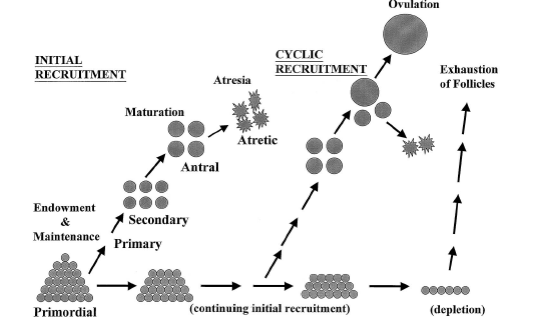 Ovulation
INITIAL
RECRUITMENT
CYCLIC
RECRUITMENT
Exhaustion
of Follicles
Atresia
Maturation
Atretic
Antral
Endowment
&
Maintenance
Secondary
Primary
Primordial
(continuing initial recruitment)
(depletion)